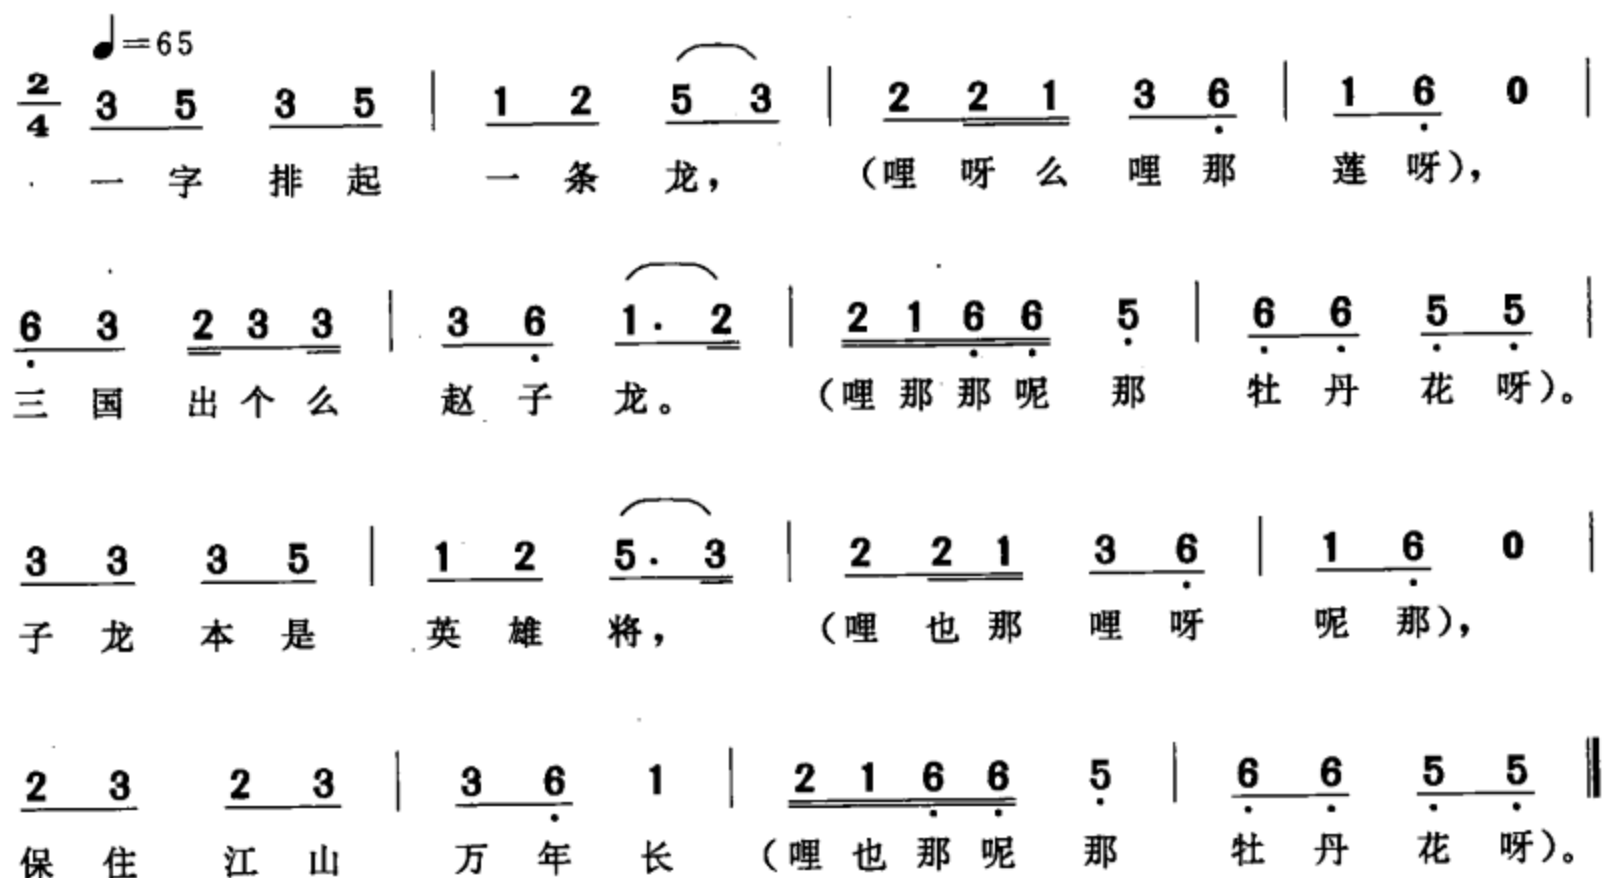 ♩=65
2/4 3 5 3 5 | 1 2 5 3 | 2 2 1 3 6 | 1 6 0 |
一字排起 一条龙，（哩呀么哩那 莲呀），
6 3 2 3 3 | 3 6 1. 2 | 2 1 6 6 5 | 6 6 5 5 |
三国出个么 赵子龙。（哩那那呢那 牡丹花呀）。
3 3 3 5 | 1 2 5. 3 | 2 2 1 3 6 | 1 6 0 |
子龙本是 英雄将，（哩也那哩呀 呢那），
2 3 2 3 | 3 6 1 | 2 1 6 6 5 | 6 6 5 5 ‖
保住江山 万年长（哩也那呢那 牡丹花呀）。